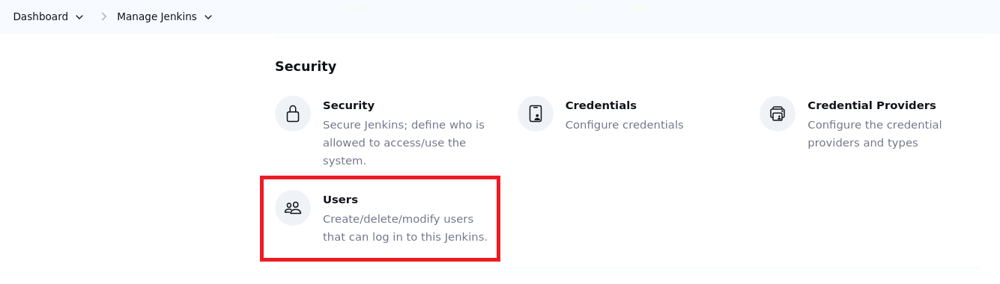 Dashboard
Manage Jenkins
Security
Security
Secure Jenkins; define who is
allowed to access/use the
system.
Credentials
Configure credentials
Credential Providers
Configure the credential
providers and types
Users
Create/delete/modify users
that can log in to this Jenkins.